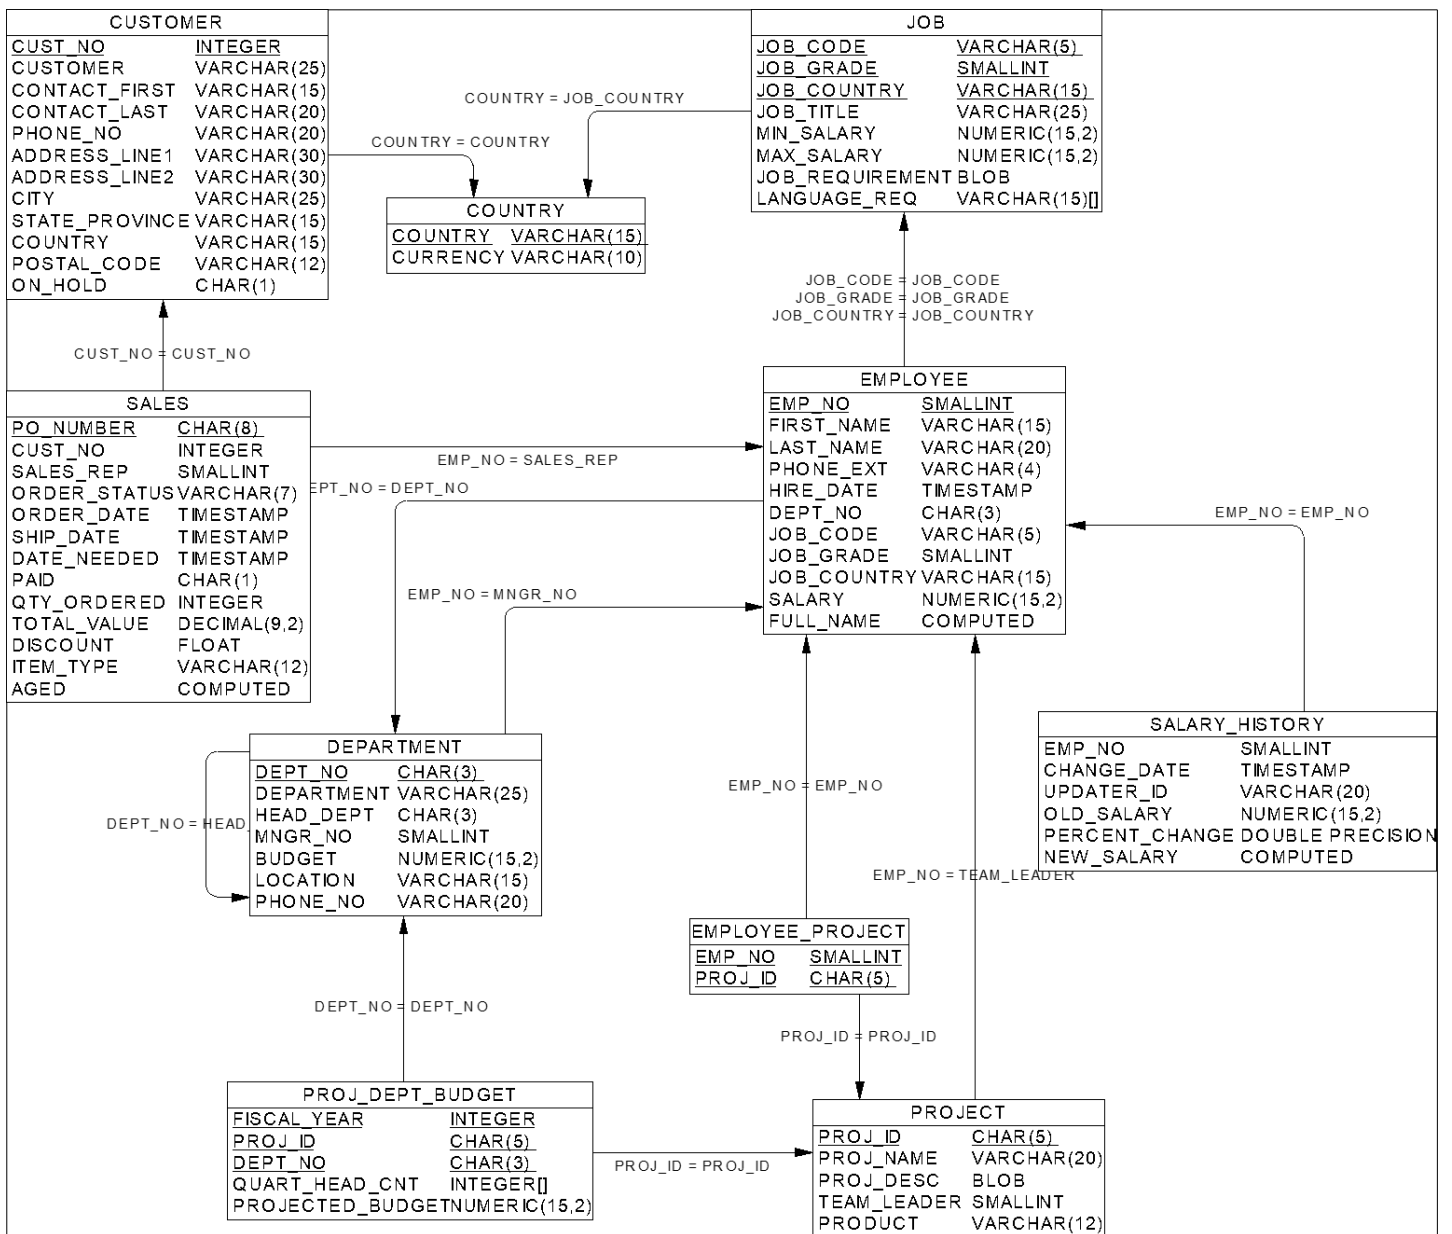 CUSTOMER
CUST_NO INTEGER
CUSTOMER VARCHAR(25)
CONTACT_FIRST VARCHAR(15)
CONTACT_LAST VARCHAR(20)
PHONE_NO VARCHAR(20)
ADDRESS_LINE1 VARCHAR(30)
ADDRESS_LINE2 VARCHAR(30)
CITY VARCHAR(25)
STATE_PROVINCE VARCHAR(15)
COUNTRY VARCHAR(15)
POSTAL_CODE VARCHAR(12)
ON_HOLD CHAR(1)
COUNTRY = COUNTRY
COUNTRY = JOB_COUNTRY
COUNTRY
COUNTRY VARCHAR(15)
CURRENCY VARCHAR(10)
JOB
JOB_CODE VARCHAR(5)
JOB_GRADE SMALLINT
JOB_COUNTRY VARCHAR(15)
JOB_TITLE VARCHAR(25)
MIN_SALARY NUMERIC(15,2)
MAX_SALARY NUMERIC(15,2)
JOB_REQUIREMENT BLOB
LANGUAGE_REQ VARCHAR(15)[]
JOB_CODE = JOB_CODE
JOB_GRADE = JOB_GRADE
JOB_COUNTRY = JOB_COUNTRY
CUST_NO = CUST_NO
SALES
PO_NUMBER CHAR(8)
CUST_NO INTEGER
SALES_REP SMALLINT
ORDER_STATUS VARCHAR(7)
ORDER_DATE TIMESTAMP
SHIP_DATE TIMESTAMP
DATE_NEEDED TIMESTAMP
PAID CHAR(1)
QTY_ORDERED INTEGER
TOTAL_VALUE DECIMAL(9,2)
DISCOUNT FLOAT
ITEM_TYPE VARCHAR(12)
AGED COMPUTED
EMP_NO = SALES_REP
EPT_NO = DEPT_NO
EMP_NO = MNGR_NO
EMPLOYEE
EMP_NO SMALLINT
FIRST_NAME VARCHAR(15)
LAST_NAME VARCHAR(20)
PHONE_EXT VARCHAR(4)
HIRE_DATE TIMESTAMP
DEPT_NO CHAR(3)
JOB_CODE VARCHAR(5)
JOB_GRADE SMALLINT
JOB_COUNTRY VARCHAR(15)
SALARY NUMERIC(15,2)
FULL_NAME COMPUTED
EMP_NO = EMP_NO
SALARY_HISTORY
EMP_NO SMALLINT
CHANGE_DATE TIMESTAMP
UPDATER_ID VARCHAR(20)
OLD_SALARY NUMERIC(15,2)
PERCENT_CHANGE DOUBLE PRECISION
NEW_SALARY COMPUTED
DEPARTMENT
DEPT_NO CHAR(3)
DEPARTMENT VARCHAR(25)
HEAD_DEPT CHAR(3)
MNGR_NO SMALLINT
BUDGET NUMERIC(15,2)
LOCATION VARCHAR(15)
PHONE_NO VARCHAR(20)
DEPT_NO = HEAD_
EMP_NO = EMP_NO
EMP_NO = TEAM_LEADER
EMPLOYEE_PROJECT
EMP_NO SMALLINT
PROJ_ID CHAR(5)
DEPT_NO = DEPT_NO
PROJ_ID = PROJ_ID
PROJ_DEPT_BUDGET
FISCAL_YEAR INTEGER
PROJ_ID CHAR(5)
DEPT_NO CHAR(3)
QUART_HEAD_CNT INTEGER[]
PROJECTED_BUDGET NUMERIC(15,2)
PROJ_ID = PROJ_ID
PROJECT
PROJ_ID CHAR(5)
PROJ_NAME VARCHAR(20)
PROJ_DESC BLOB
TEAM_LEADER SMALLINT
PRODUCT VARCHAR(12)